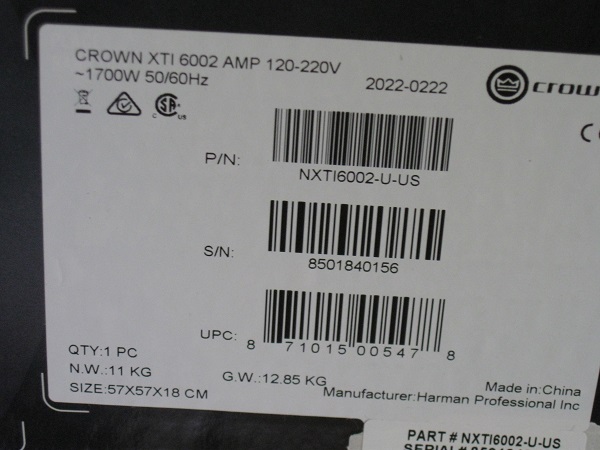 CROWN XTI 6002 AMP 120-220V
~1700W 50/60Hz
2022-0222
crown
P/N:
NXTI6002-U-US
S/N:
8501840156
UPC:
8 71015 00547 8
QTY:1 PC
N.W.:11 KG
G.W.:12.85 KG
SIZE:57X57X18 CM
Made in:China
Manufacturer:Harman Professional Inc
PART # NXTI6002-U-US